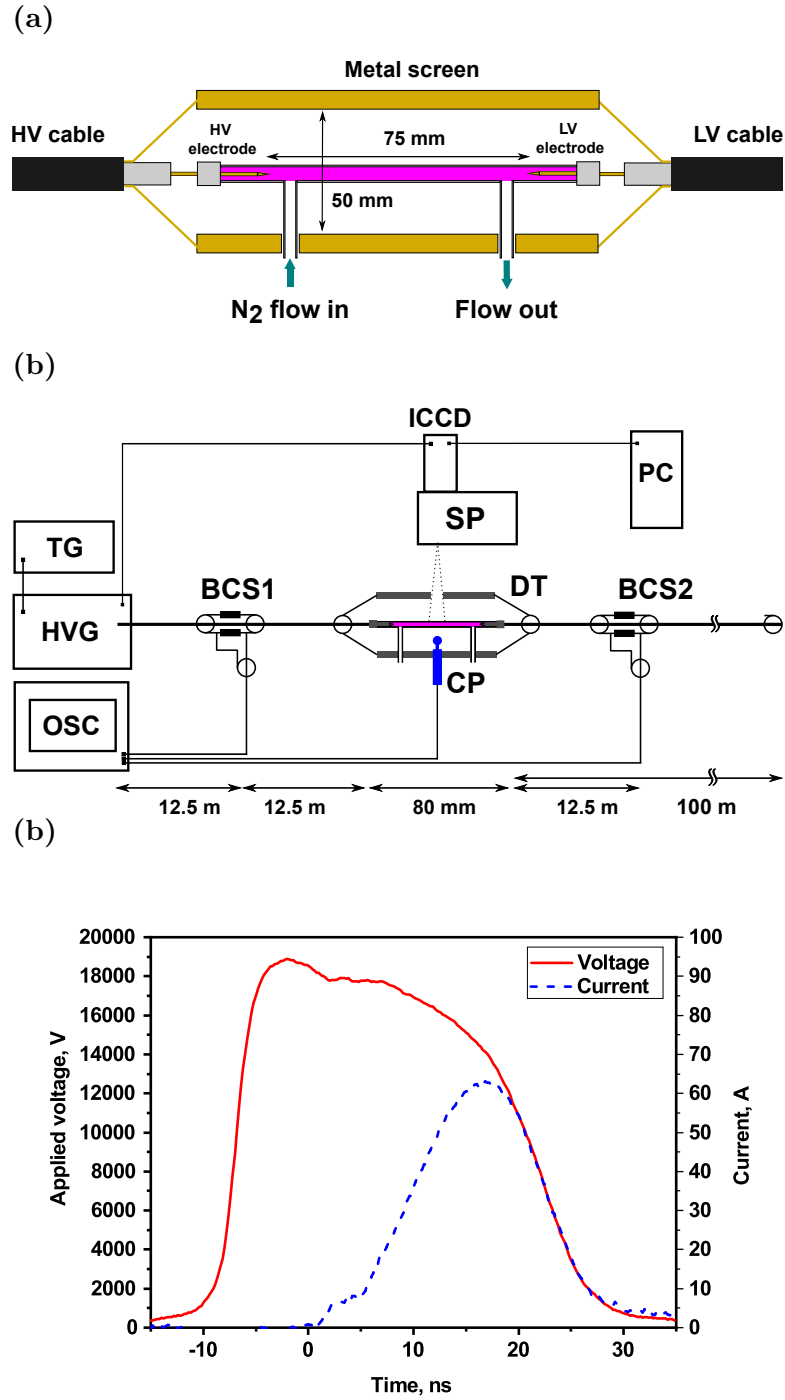 (a)
Metal screen
HV cable
HV
electrode
75 mm
LV
electrode
LV cable
50 mm
N2 flow in
Flow out
(b)
ICCD
PC
SP
TG
BCS1
DT
BCS2
HVG
CP
OSC
12.5 m
12.5 m
80 mm
12.5 m
100 m
(b)
Applied voltage, V
20000
18000
16000
14000
12000
10000
8000
6000
4000
2000
0
Voltage
Current
100
90
80
70
60
50
40
30
20
10
0
Current, A
-10
0
10
20
30
Time, ns